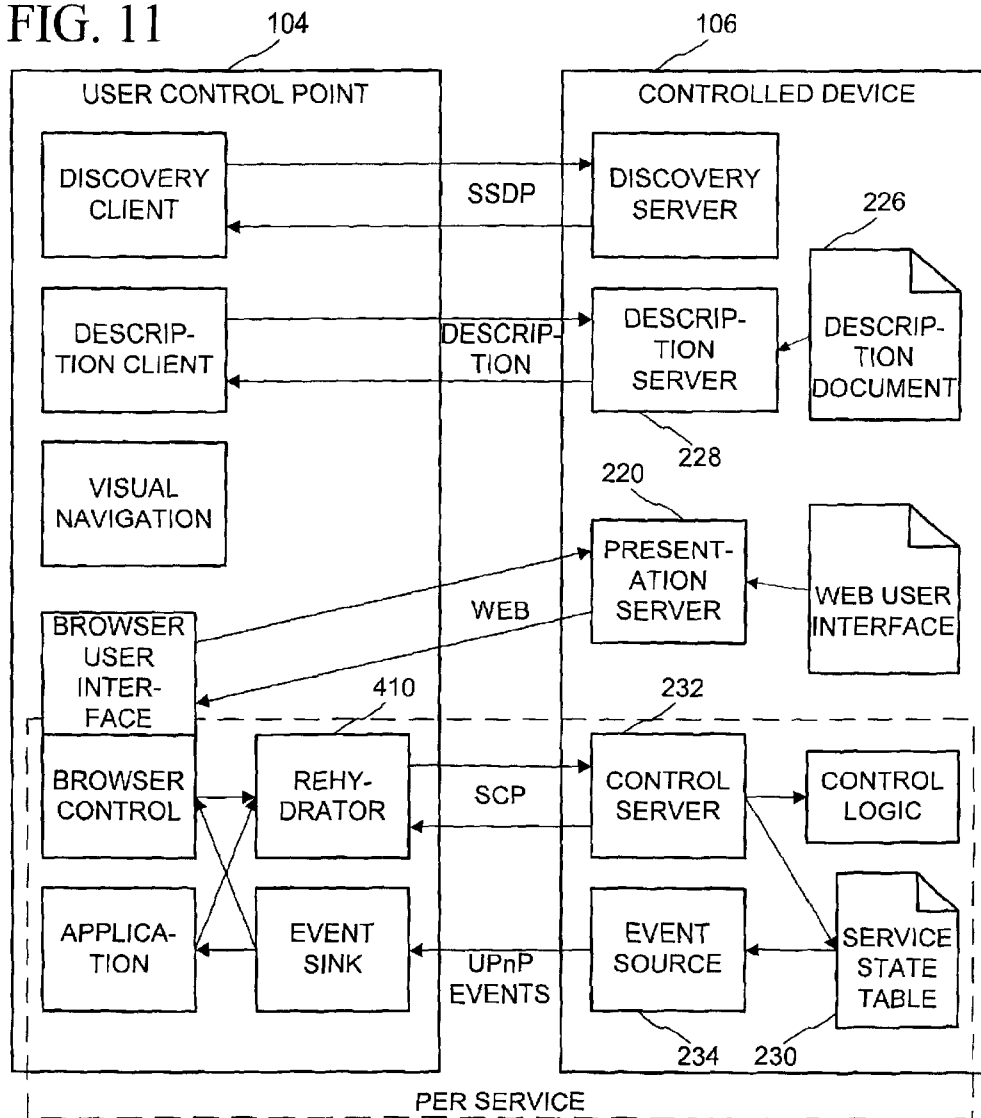 FIG. 11
104
106
USER CONTROL POINT
CONTROLLED DEVICE
DISCOVERY
CLIENT
SSDP
DISCOVERY
SERVER
226
DESCRIP-
TION CLIENT
DESCRIP-
TION
DESCRIP-
TION
SERVER
DESCRIP-
TION
DOCUMENT
228
VISUAL
NAVIGATION
220
PRESENT-
ATION
SERVER
WEB USER
INTERFACE
WEB
BROWSER
USER
INTER-
FACE
410
232
BROWSER
CONTROL
REHY-
DRATOR
SCP
CONTROL
SERVER
CONTROL
LOGIC
APPLICA-
TION
EVENT
SINK
UPnP
EVENTS
EVENT
SOURCE
SERVICE
STATE
TABLE
234
230
PER SERVICE